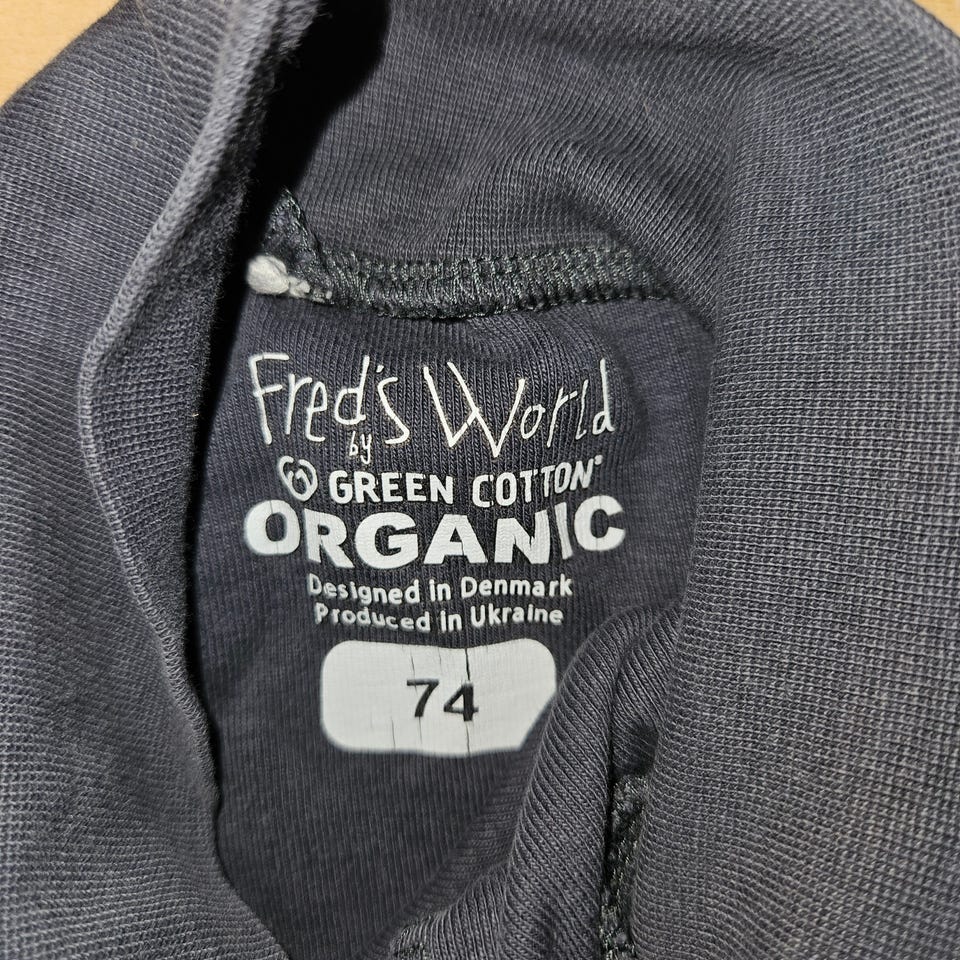 Fred's World
by
GREEN COTTON®
ORGANIC
Designed in Denmark
Produced in Ukraine
74